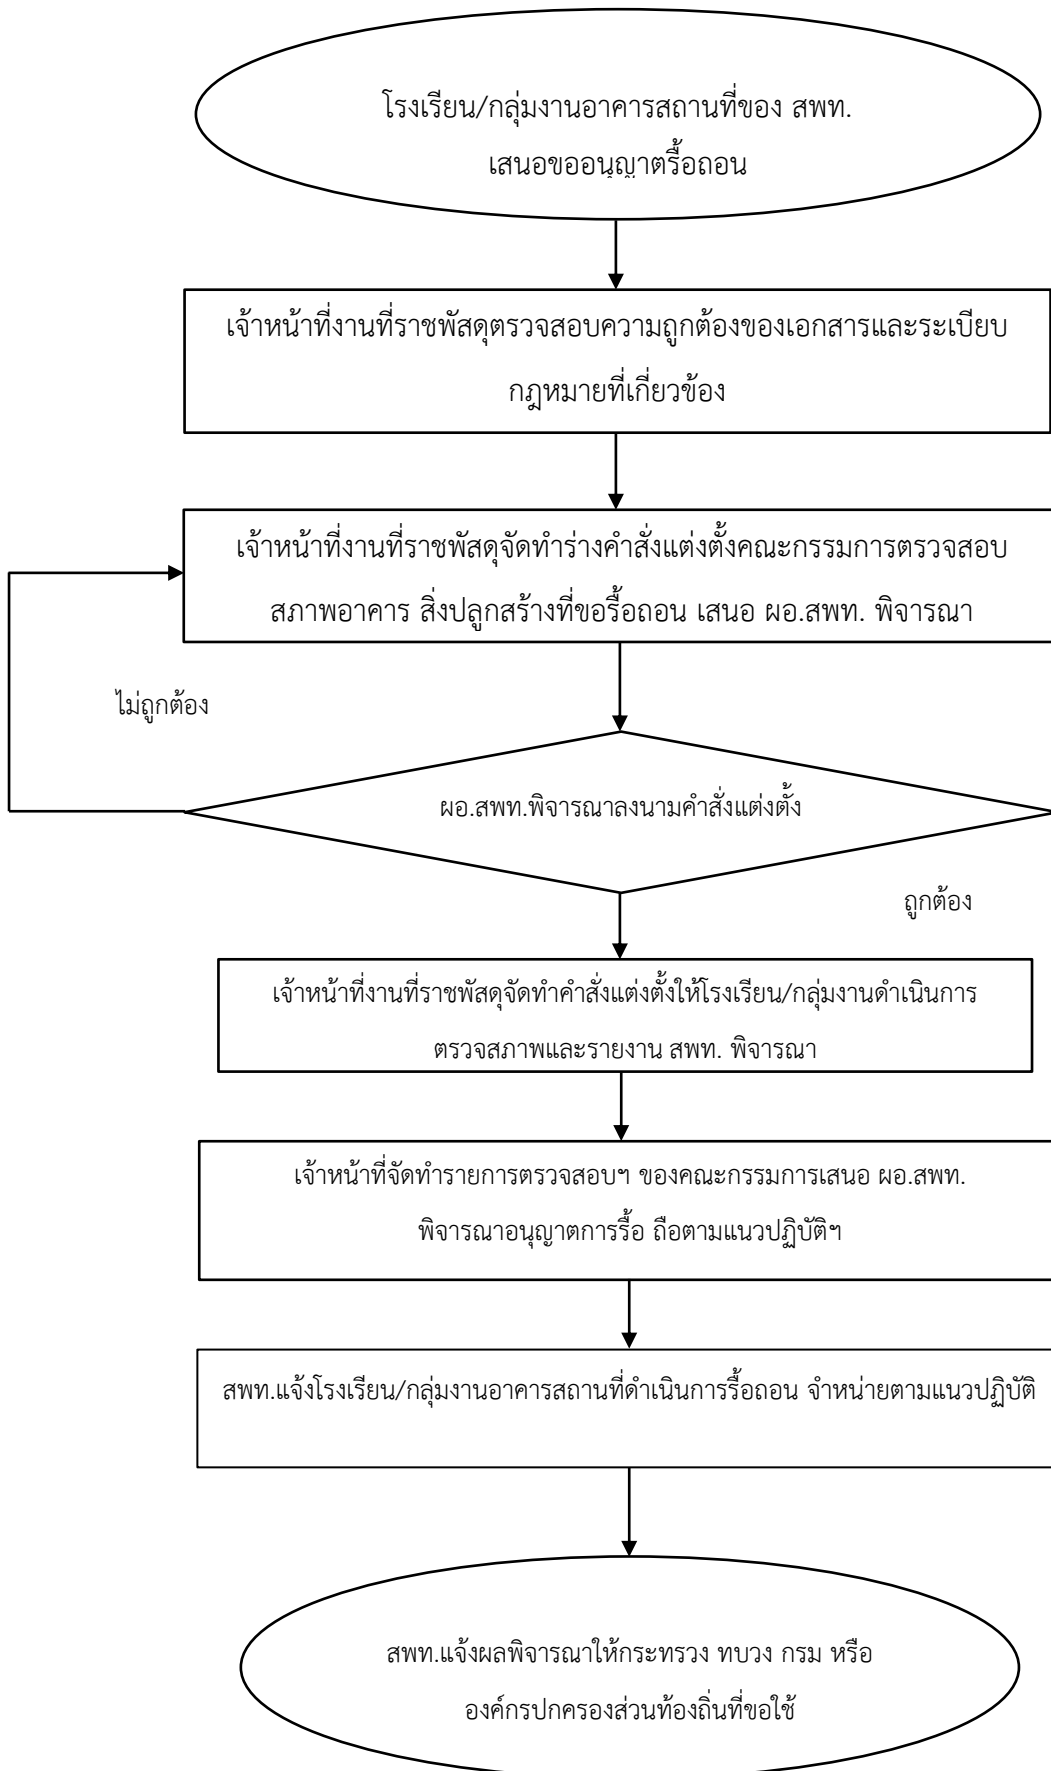 โรงเรียน/กลุ่มงานอาคารสถานที่ของ สพท.
เสนอขออนุญาตรื้อถอน
เจ้าหน้าที่งานที่ราชพัสดุตรวจสอบความถูกต้องของเอกสารและระเบียบ
กฎหมายที่เกี่ยวข้อง
เจ้าหน้าที่งานที่ราชพัสดุจัดทำร่างคำสั่งแต่งตั้งคณะกรรมการตรวจสอบ
สภาพอาคาร สิ่งปลูกสร้างที่ขอรื้อถอน เสนอ ผอ.สพท. พิจารณา
ไม่ถูกต้อง
ผอ.สพท.พิจารณาลงนามคำสั่งแต่งตั้ง
ถูกต้อง
เจ้าหน้าที่งานที่ราชพัสดุจัดทำคำสั่งแต่งตั้งให้โรงเรียน/กลุ่มงานดำเนินการ
ตรวจสภาพและรายงาน สพท. พิจารณา
เจ้าหน้าที่จัดทำรายการตรวจสอบฯ ของคณะกรรมการเสนอ ผอ.สพท.
พิจารณาอนุญาตการรื้อ ถือตามแนวปฏิบัติฯ
สพท.แจ้งโรงเรียน/กลุ่มงานอาคารสถานที่ดำเนินการรื้อถอน จำหน่ายตามแนวปฏิบัติ
สพท.แจ้งผลพิจารณาให้กระทรวง ทบวง กรม หรือ
องค์กรปกครองส่วนท้องถิ่นที่ขอใช้